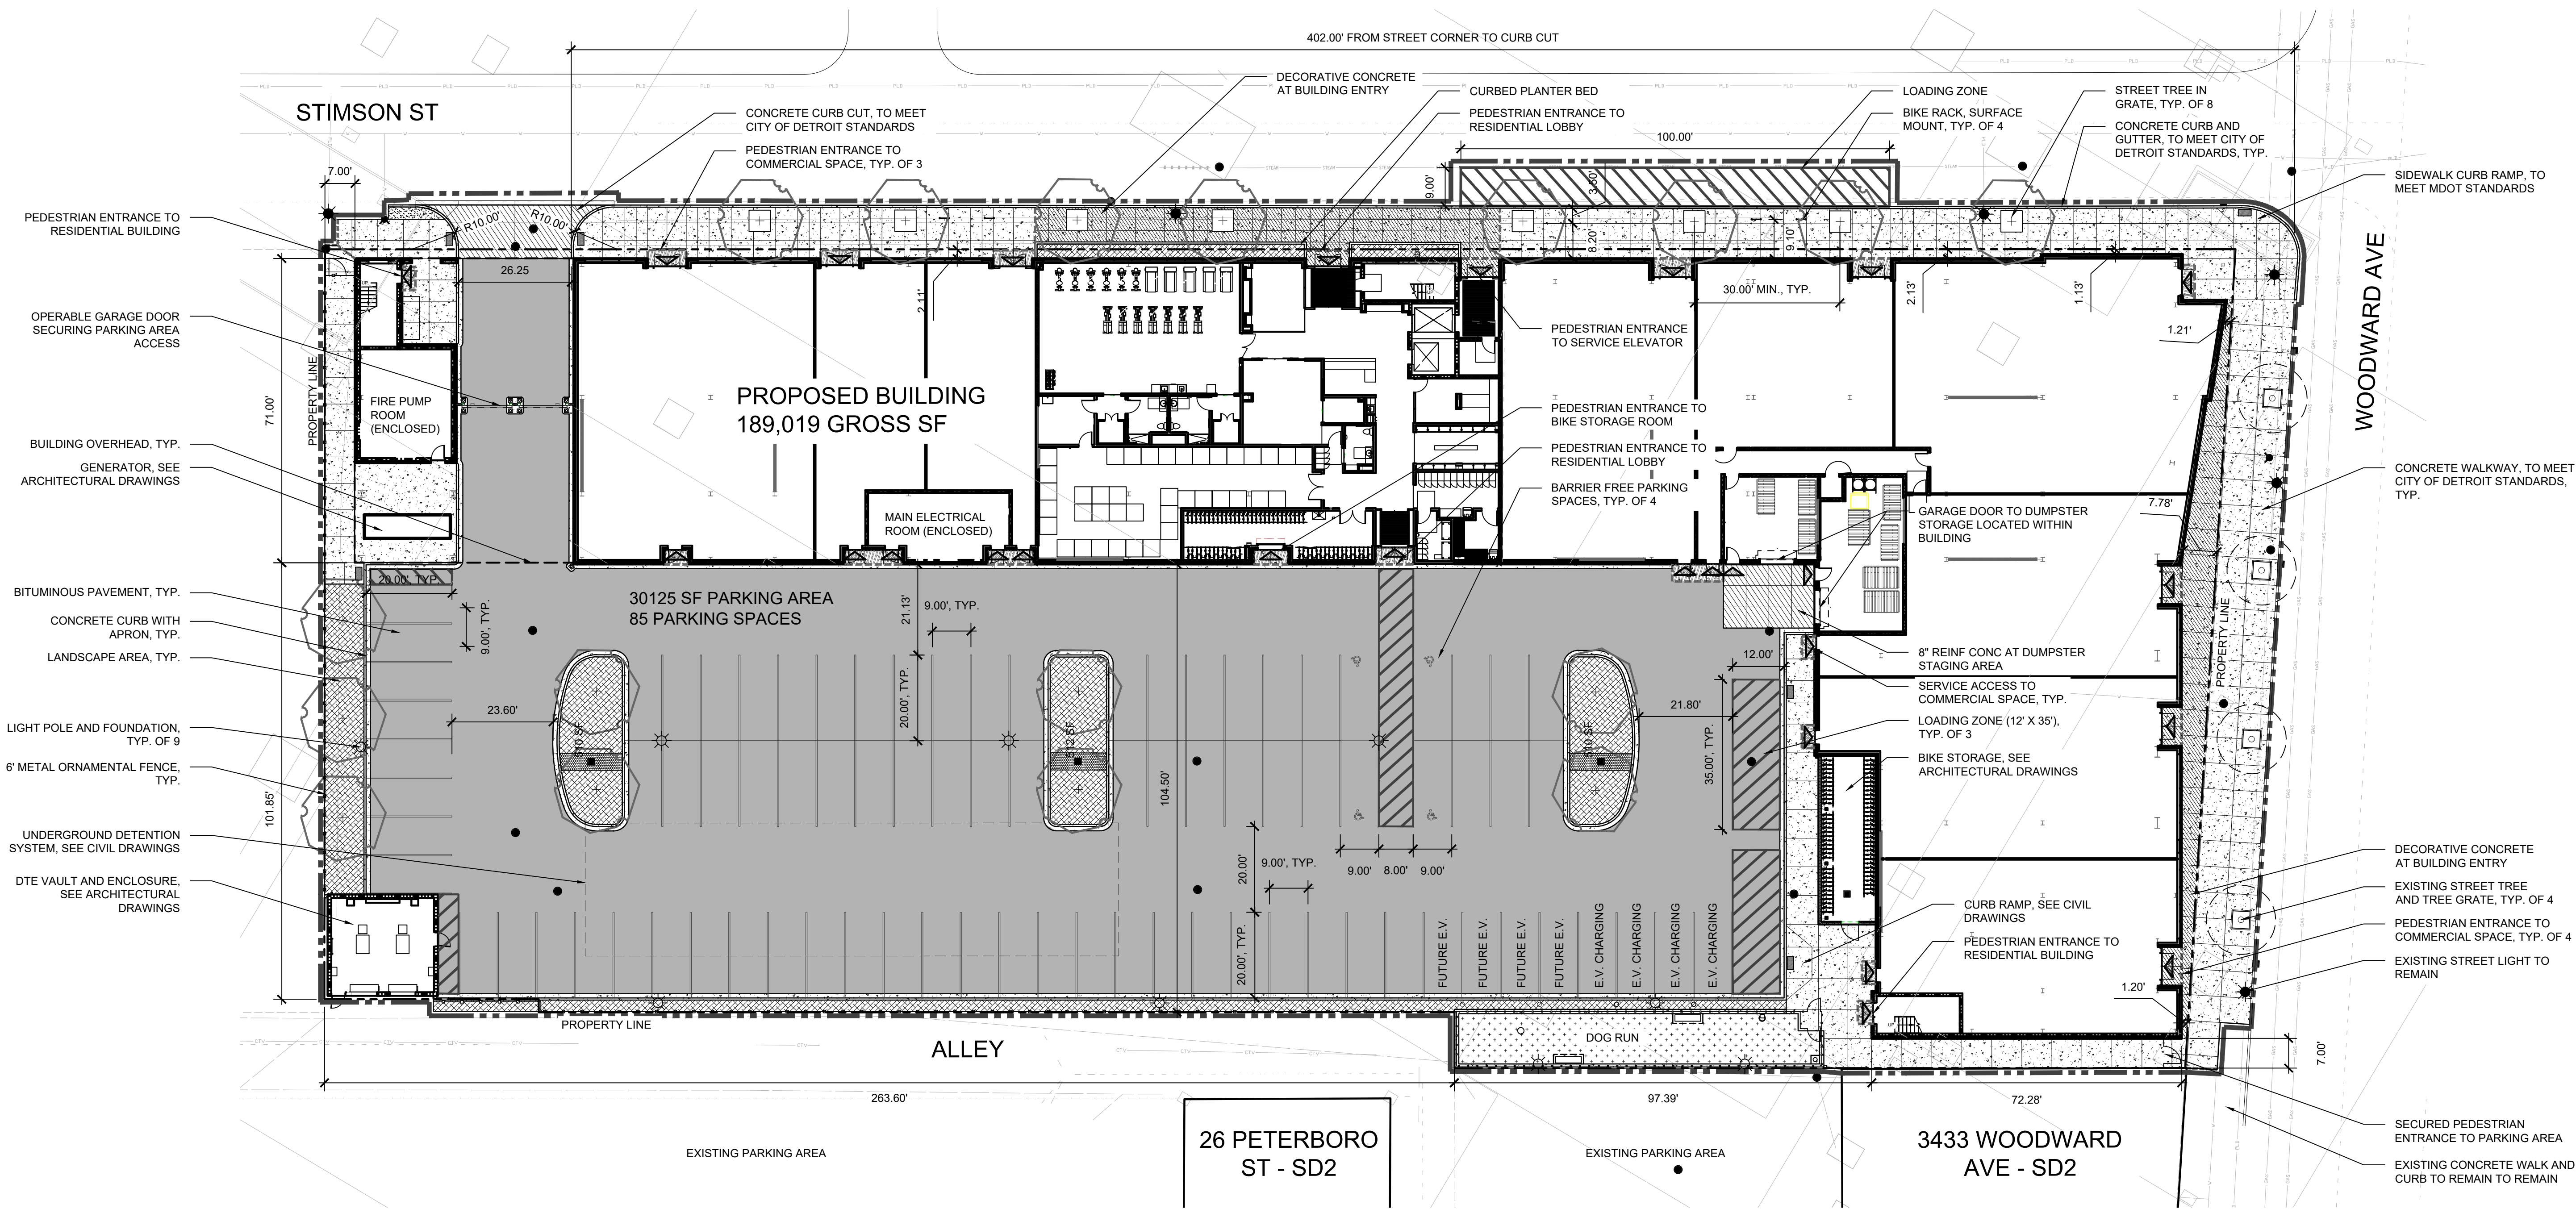 402.00' FROM STREET CORNER TO CURB CUT
STIMSON ST
DECORATIVE CONCRETE
AT BUILDING ENTRY
CURBED PLANTER BED
PEDESTRIAN ENTRANCE TO
RESIDENTIAL LOBBY
LOADING ZONE
BIKE RACK, SURFACE
MOUNT, TYP. OF 4
STREET TREE IN
GRATE, TYP. OF 8
CONCRETE CURB AND
GUTTER, TO MEET CITY OF
DETROIT STANDARDS, TYP.
CONCRETE CURB CUT, TO MEET
CITY OF DETROIT STANDARDS
PEDESTRIAN ENTRANCE TO
COMMERCIAL SPACE, TYP. OF 3
100.00'
7.00'
9.00'
3.50'
8.20'
9.10'
R10.00'
R10.00'
26.25
SIDEWALK CURB RAMP, TO
MEET MDOT STANDARDS
PEDESTRIAN ENTRANCE TO
RESIDENTIAL BUILDING
OPERABLE GARAGE DOOR
SECURING PARKING AREA
ACCESS
BUILDING OVERHEAD, TYP.
GENERATOR, SEE
ARCHITECTURAL DRAWINGS
BITUMINOUS PAVEMENT, TYP.
CONCRETE CURB WITH
APRON, TYP.
LANDSCAPE AREA, TYP.
LIGHT POLE AND FOUNDATION,
TYP. OF 9
6' METAL ORNAMENTAL FENCE,
TYP.
UNDERGROUND DETENTION
SYSTEM, SEE CIVIL DRAWINGS
DTE VAULT AND ENCLOSURE,
SEE ARCHITECTURAL
DRAWINGS
71.00'
101.85'
PROPERTY LINE
FIRE PUMP
ROOM
(ENCLOSED)
PROPOSED BUILDING
189,019 GROSS SF
2.11'
MAIN ELECTRICAL
ROOM (ENCLOSED)
30.00' MIN., TYP.
2.13'
1.13'
1.21'
7.78'
WOODWARD AVE
PEDESTRIAN ENTRANCE
TO SERVICE ELEVATOR
PEDESTRIAN ENTRANCE TO
BIKE STORAGE ROOM
PEDESTRIAN ENTRANCE TO
RESIDENTIAL LOBBY
BARRIER FREE PARKING
SPACES, TYP. OF 4
GARAGE DOOR TO DUMPSTER
STORAGE LOCATED WITHIN
BUILDING
CONCRETE WALKWAY, TO MEET
CITY OF DETROIT STANDARDS,
TYP.
20.00', TYP.
9.00', TYP.
30125 SF PARKING AREA
85 PARKING SPACES
21.13'
9.00', TYP.
20.00', TYP.
23.60'
510 SF
512 SF
510 SF
104.50'
12.00'
21.80'
35.00', TYP.
8" REINF CONC AT DUMPSTER
STAGING AREA
SERVICE ACCESS TO
COMMERCIAL SPACE, TYP.
LOADING ZONE (12' X 35'),
TYP. OF 3
BIKE STORAGE, SEE
ARCHITECTURAL DRAWINGS
PROPERTY LINE
20.00'
9.00', TYP.
9.00'
8.00'
9.00'
20.00', TYP.
FUTURE E.V.
FUTURE E.V.
FUTURE E.V.
FUTURE E.V.
E.V. CHARGING
E.V. CHARGING
E.V. CHARGING
E.V. CHARGING
CURB RAMP, SEE CIVIL
DRAWINGS
PEDESTRIAN ENTRANCE TO
RESIDENTIAL BUILDING
DECORATIVE CONCRETE
AT BUILDING ENTRY
EXISTING STREET TREE
AND TREE GRATE, TYP. OF 4
PEDESTRIAN ENTRANCE TO
COMMERCIAL SPACE, TYP. OF 4
EXISTING STREET LIGHT TO
REMAIN
1.20'
7.00'
PROPERTY LINE
ALLEY
DOG RUN
263.60'
97.39'
72.28'
EXISTING PARKING AREA
26 PETERBORO
ST - SD2
EXISTING PARKING AREA
3433 WOODWARD
AVE - SD2
SECURED PEDESTRIAN
ENTRANCE TO PARKING AREA
EXISTING CONCRETE WALK AND
CURB TO REMAIN TO REMAIN